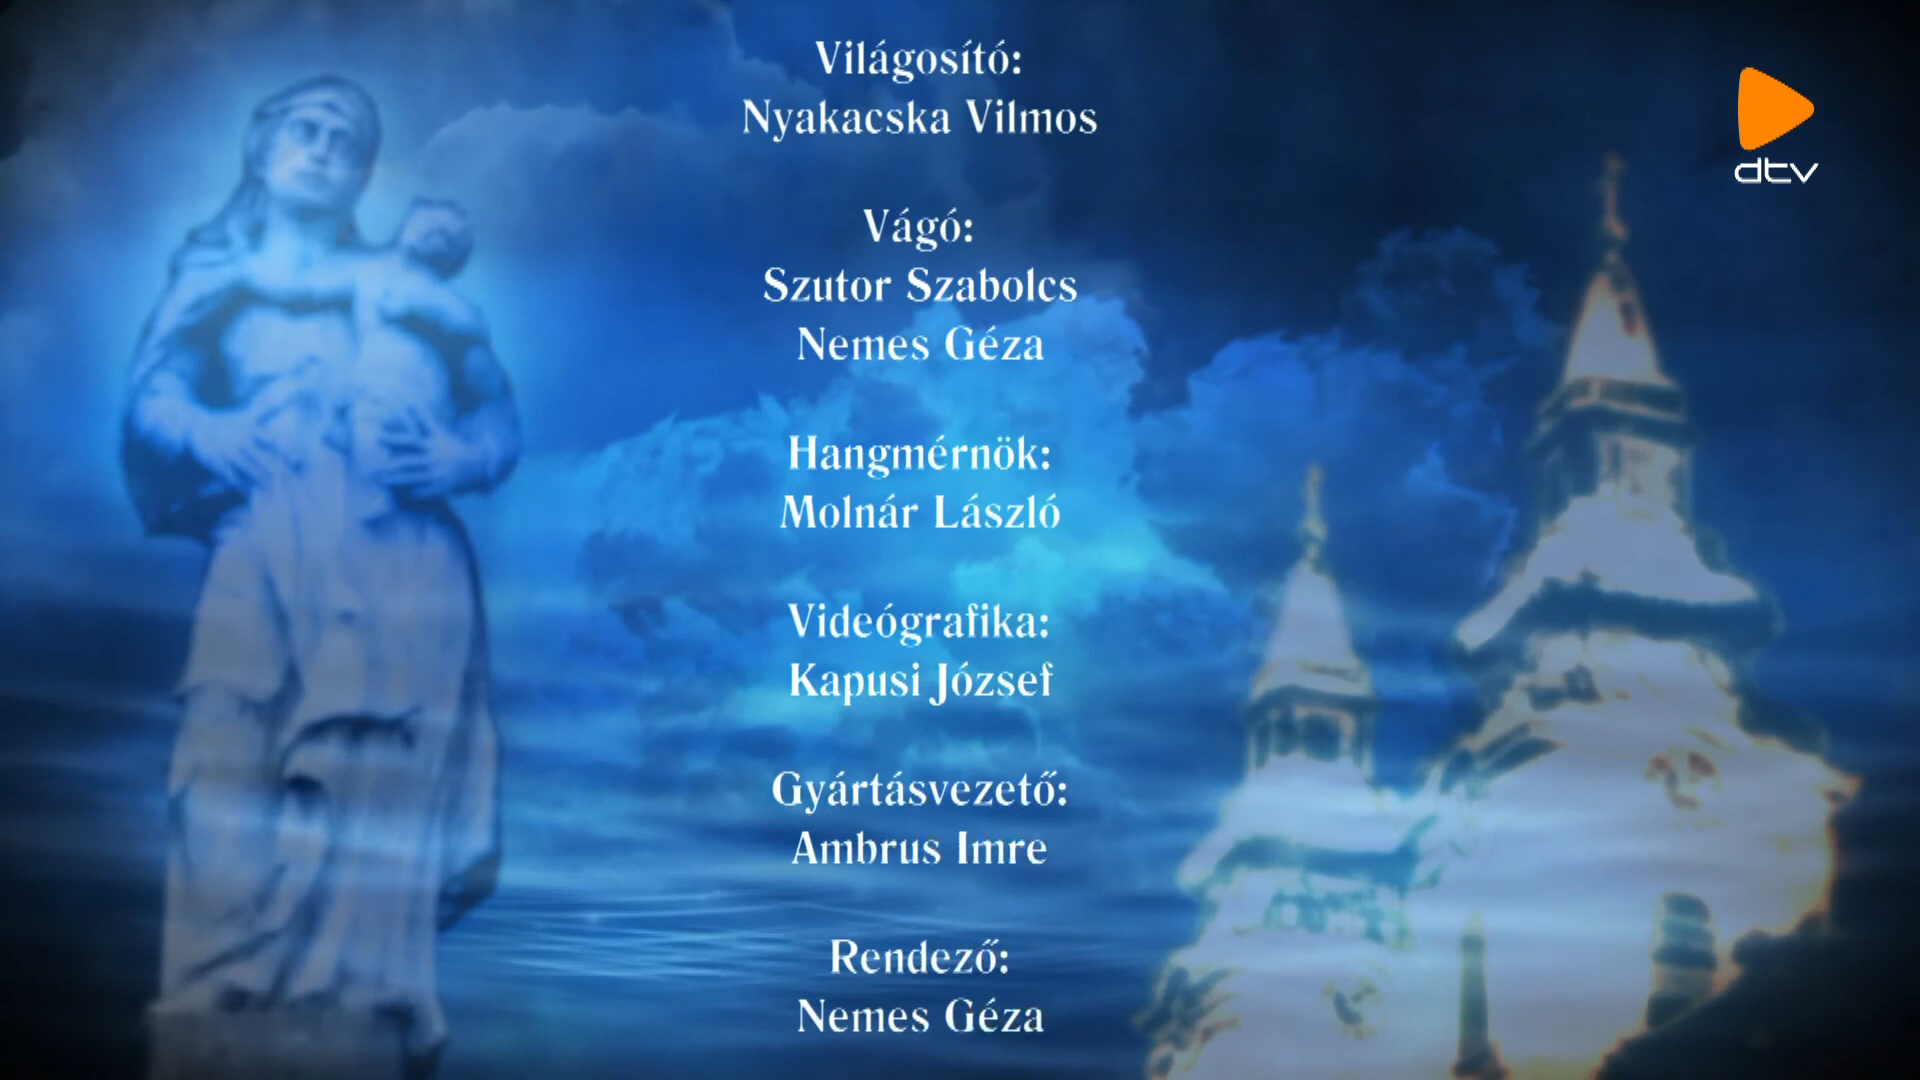 Világosító:
Nyakacska Vilmos
Vágó:
Szutor Szabolcs
Nemes Géza
Hangmérnök:
Molnár László
Videógrafika:
Kapusi József
Gyártásvezető:
Ambrus Imre
Rendező:
Nemes Géza
dtv